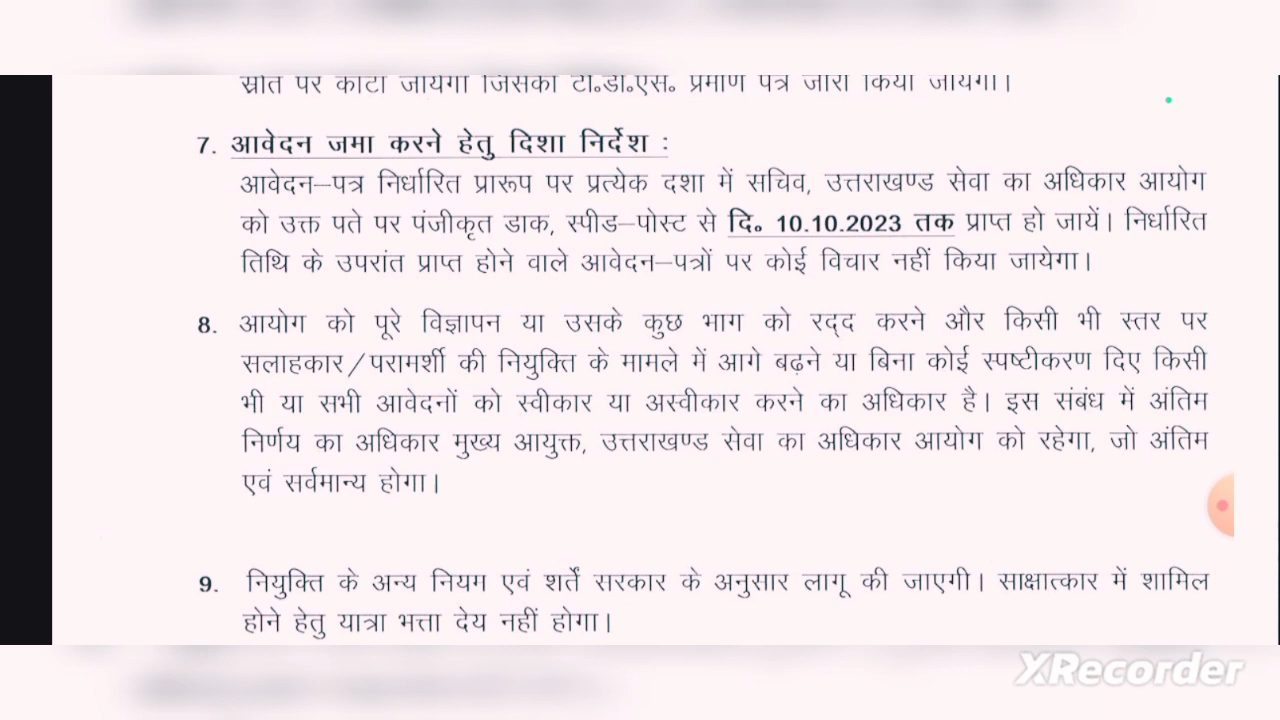 स्रोत पर काटा जायेगा जिसका टी०डी०एस० प्रमाण पत्र जारी किया जायेगा।
7. आवेदन जमा करने हेतु दिशा निर्देश :
आवेदन–पत्र निर्धारित प्रारूप पर प्रत्येक दशा में सचिव, उत्तराखण्ड सेवा का अधिकार आयोग
को उक्त पते पर पंजीकृत डाक, स्पीड–पोस्ट से दि० 10.10.2023 तक प्राप्त हो जायें। निर्धारित
तिथि के उपरांत प्राप्त होने वाले आवेदन–पत्रों पर कोई विचार नहीं किया जायेगा।
8. आयोग को पूरे विज्ञापन या उसके कुछ भाग को रद्द करने और किसी भी स्तर पर
सलाहकार/परामर्शी की नियुक्ति के मामले में आगे बढ़ने या बिना कोई स्पष्टीकरण दिए किसी
भी या सभी आवेदनों को स्वीकार या अस्वीकार करने का अधिकार है। इस संबंध में अंतिम
निर्णय का अधिकार मुख्य आयुक्त, उत्तराखण्ड सेवा का अधिकार आयोग को रहेगा, जो अंतिम
एवं सर्वमान्य होगा।
9. नियुक्ति के अन्य नियम एवं शर्तें सरकार के अनुसार लागू की जाएगी। साक्षात्कार में शामिल
होने हेतु यात्रा भत्ता देय नहीं होगा।
XRecorder